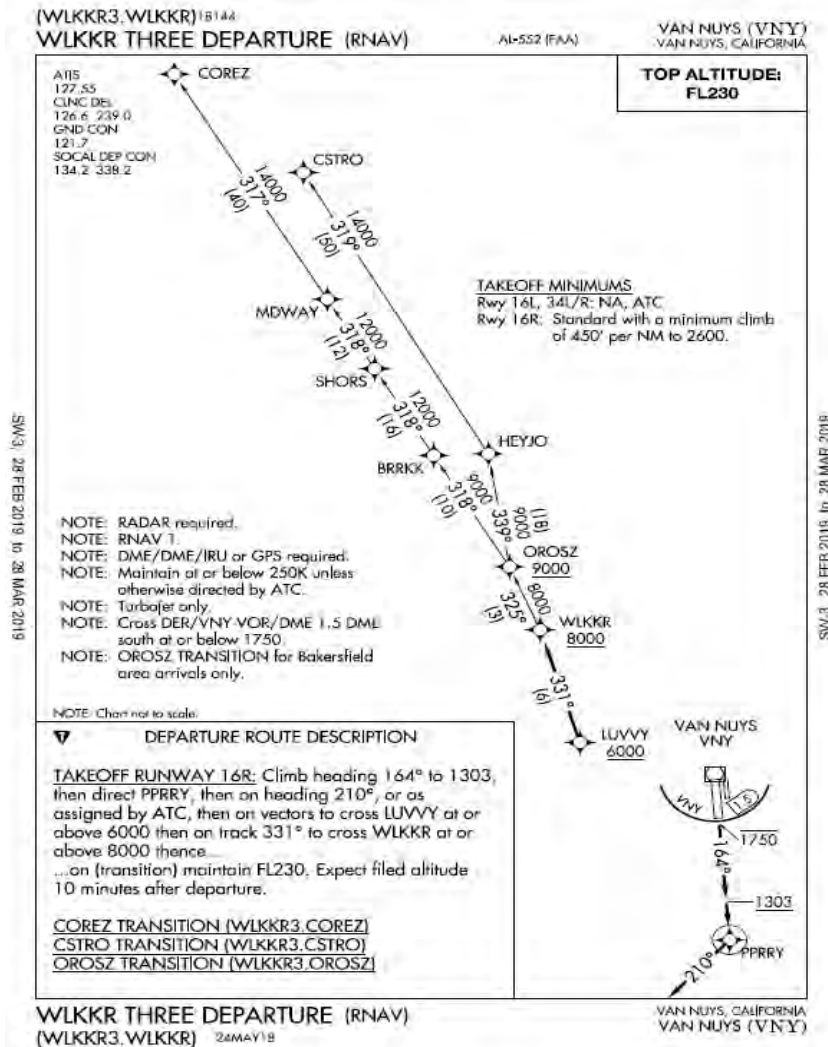 (WLKKR3.WLKKR) 18144
WLKKR THREE DEPARTURE (RNAV)
AL-552 (FAA)
VAN NUYS (VNY)
VAN NUYS, CALIFORNIA
ATIS
127.55
CLNC DEL
126.6 239.0
GND CON
121.7
SOCAL DEP CON
134.2 338.2
TOP ALTITUDE:
FL230
COREZ
CSTRO
14000
317°
(40)
14000
319°
(50)
TAKEOFF MINIMUMS
Rwy 16L, 34L/R: NA, ATC
Rwy 16R: Standard with a minimum climb
of 450' per NM to 2600.
MDWAY
12000
318°
(12)
SHORS
12000
318°
(16)
HEYJO
BRRKK
9000
318°
(10)
(18)
9000
339°
OROSZ
9000
8000
325°
(3)
WLKKR
8000
331°
(6)
LUVVY
6000
NOTE: RADAR required.
NOTE: RNAV 1.
NOTE: DME/DME/IRU or GPS required.
NOTE: Maintain at or below 250K unless
otherwise directed by ATC.
NOTE: Turbojet only.
NOTE: Cross DER/VNY VOR/DME 1.5 DME
south at or below 1750.
NOTE: OROSZ TRANSITION for Bakersfield
area arrivals only.
NOTE: Chart not to scale.
VAN NUYS
VNY
VNY
1.5
1750
164°
1303
PPRRY
210°
T
DEPARTURE ROUTE DESCRIPTION
TAKEOFF RUNWAY 16R: Climb heading 164° to 1303,
then direct PPRRY, then on heading 210°, or as
assigned by ATC, then on vectors to cross LUVVY at or
above 6000 then on track 331° to cross WLKKR at or
above 8000 thence....
...on (transition) maintain FL230. Expect filed altitude
10 minutes after departure.
COREZ TRANSITION (WLKKR3.COREZ)
CSTRO TRANSITION (WLKKR3.CSTRO)
OROSZ TRANSITION (WLKKR3.OROSZ)
SW-3, 28 FEB 2019 to 28 MAR 2019
SW-3, 28 FEB 2019 to 28 MAR 2019
WLKKR THREE DEPARTURE (RNAV)
(WLKKR3.WLKKR) 24MAY18
VAN NUYS, CALIFORNIA
VAN NUYS (VNY)